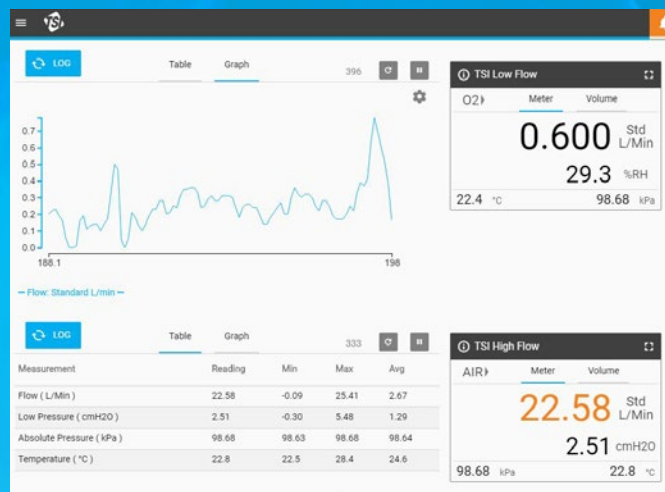 TSI
LOG Table Graph 396
0.7
0.6
0.5
0.4
0.3
0.2
0.1
0.0
188.1 198
Flow: Standard L/min
TSI Low Flow
O2 Meter Volume
0.600 Std L/Min
29.3 %RH
22.4 °C 98.68 kPa
LOG Table Graph 333
Measurement Reading Min Max Avg
Flow ( L/Min ) 22.58 -0.09 25.41 2.67
Low Pressure ( cmH2O ) 2.51 -0.30 5.48 1.29
Absolute Pressure ( kPa ) 98.68 98.63 98.68 98.64
Temperature ( °C ) 22.8 22.5 28.4 24.6
TSI High Flow
AIR Meter Volume
22.58 Std L/Min
2.51 cmH2O
98.68 kPa 22.8 °C